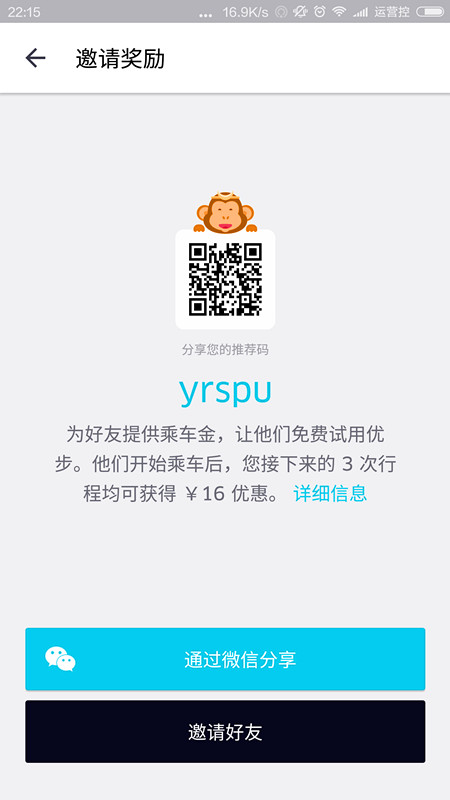 22:15
... 16.9K/s 运营控
邀请奖励
分享您的推荐码
yrspu
为好友提供乘车金，让他们免费试用优
步。他们开始乘车后，您接下来的 3 次行
程均可获得 ￥16 优惠。 详细信息
通过微信分享
邀请好友